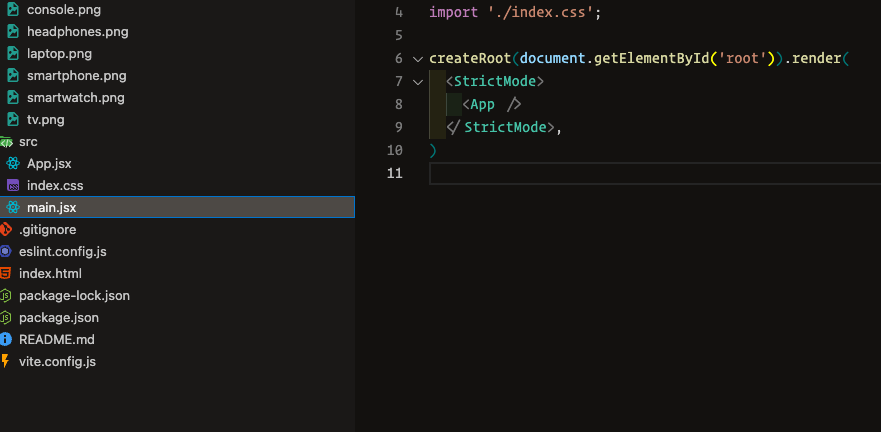 console.png
headphones.png
laptop.png
smartphone.png
smartwatch.png
tv.png
src
App.jsx
index.css
main.jsx
.gitignore
eslint.config.js
index.html
package-lock.json
package.json
README.md
vite.config.js
4 import './index.css';
5
6 createRoot(document.getElementById('root')).render(
7 <StrictMode>
8 <App />
9 </StrictMode>,
10 )
11